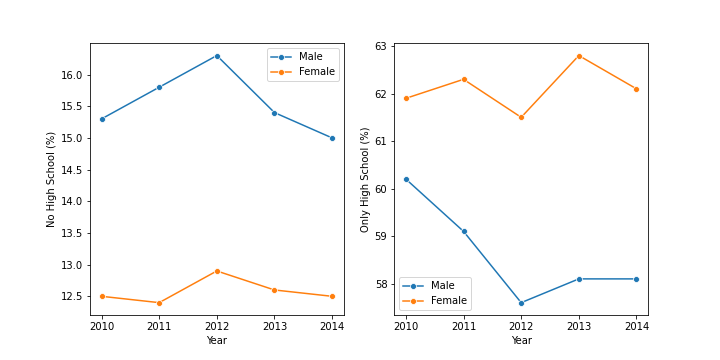 No High School (%)
16.0
15.5
15.0
14.5
14.0
13.5
13.0
12.5
Male
Female
2010 2011 2012 2013 2014
Year
Only High School (%)
63
62
61
60
59
58
Male
Female
2010 2011 2012 2013 2014
Year